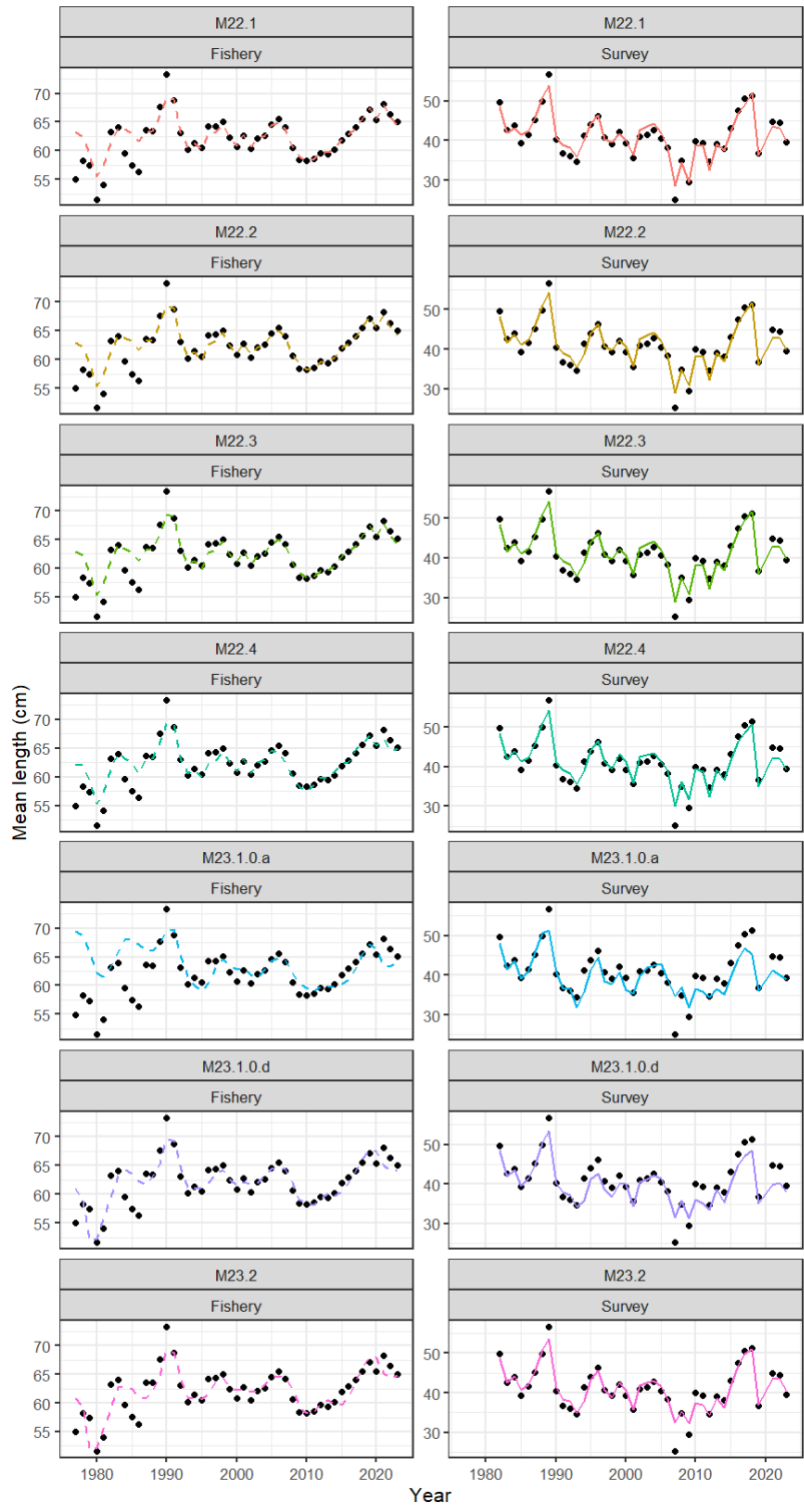 M22.1 M22.1
Fishery Survey
70
65
60
55
50
40
30
M22.2 M22.2
Fishery Survey
70
65
60
55
50
40
30
M22.3 M22.3
Fishery Survey
70
65
60
55
50
40
30
M22.4 M22.4
Fishery Survey
70
65
60
55
50
40
30
Mean length (cm)
M23.1.0.a M23.1.0.a
Fishery Survey
70
65
60
55
50
40
30
M23.1.0.d M23.1.0.d
Fishery Survey
70
65
60
55
50
40
30
M23.2 M23.2
Fishery Survey
70
65
60
55
50
40
30
1980 1990 2000 2010 2020 1980 1990 2000 2010 2020
Year